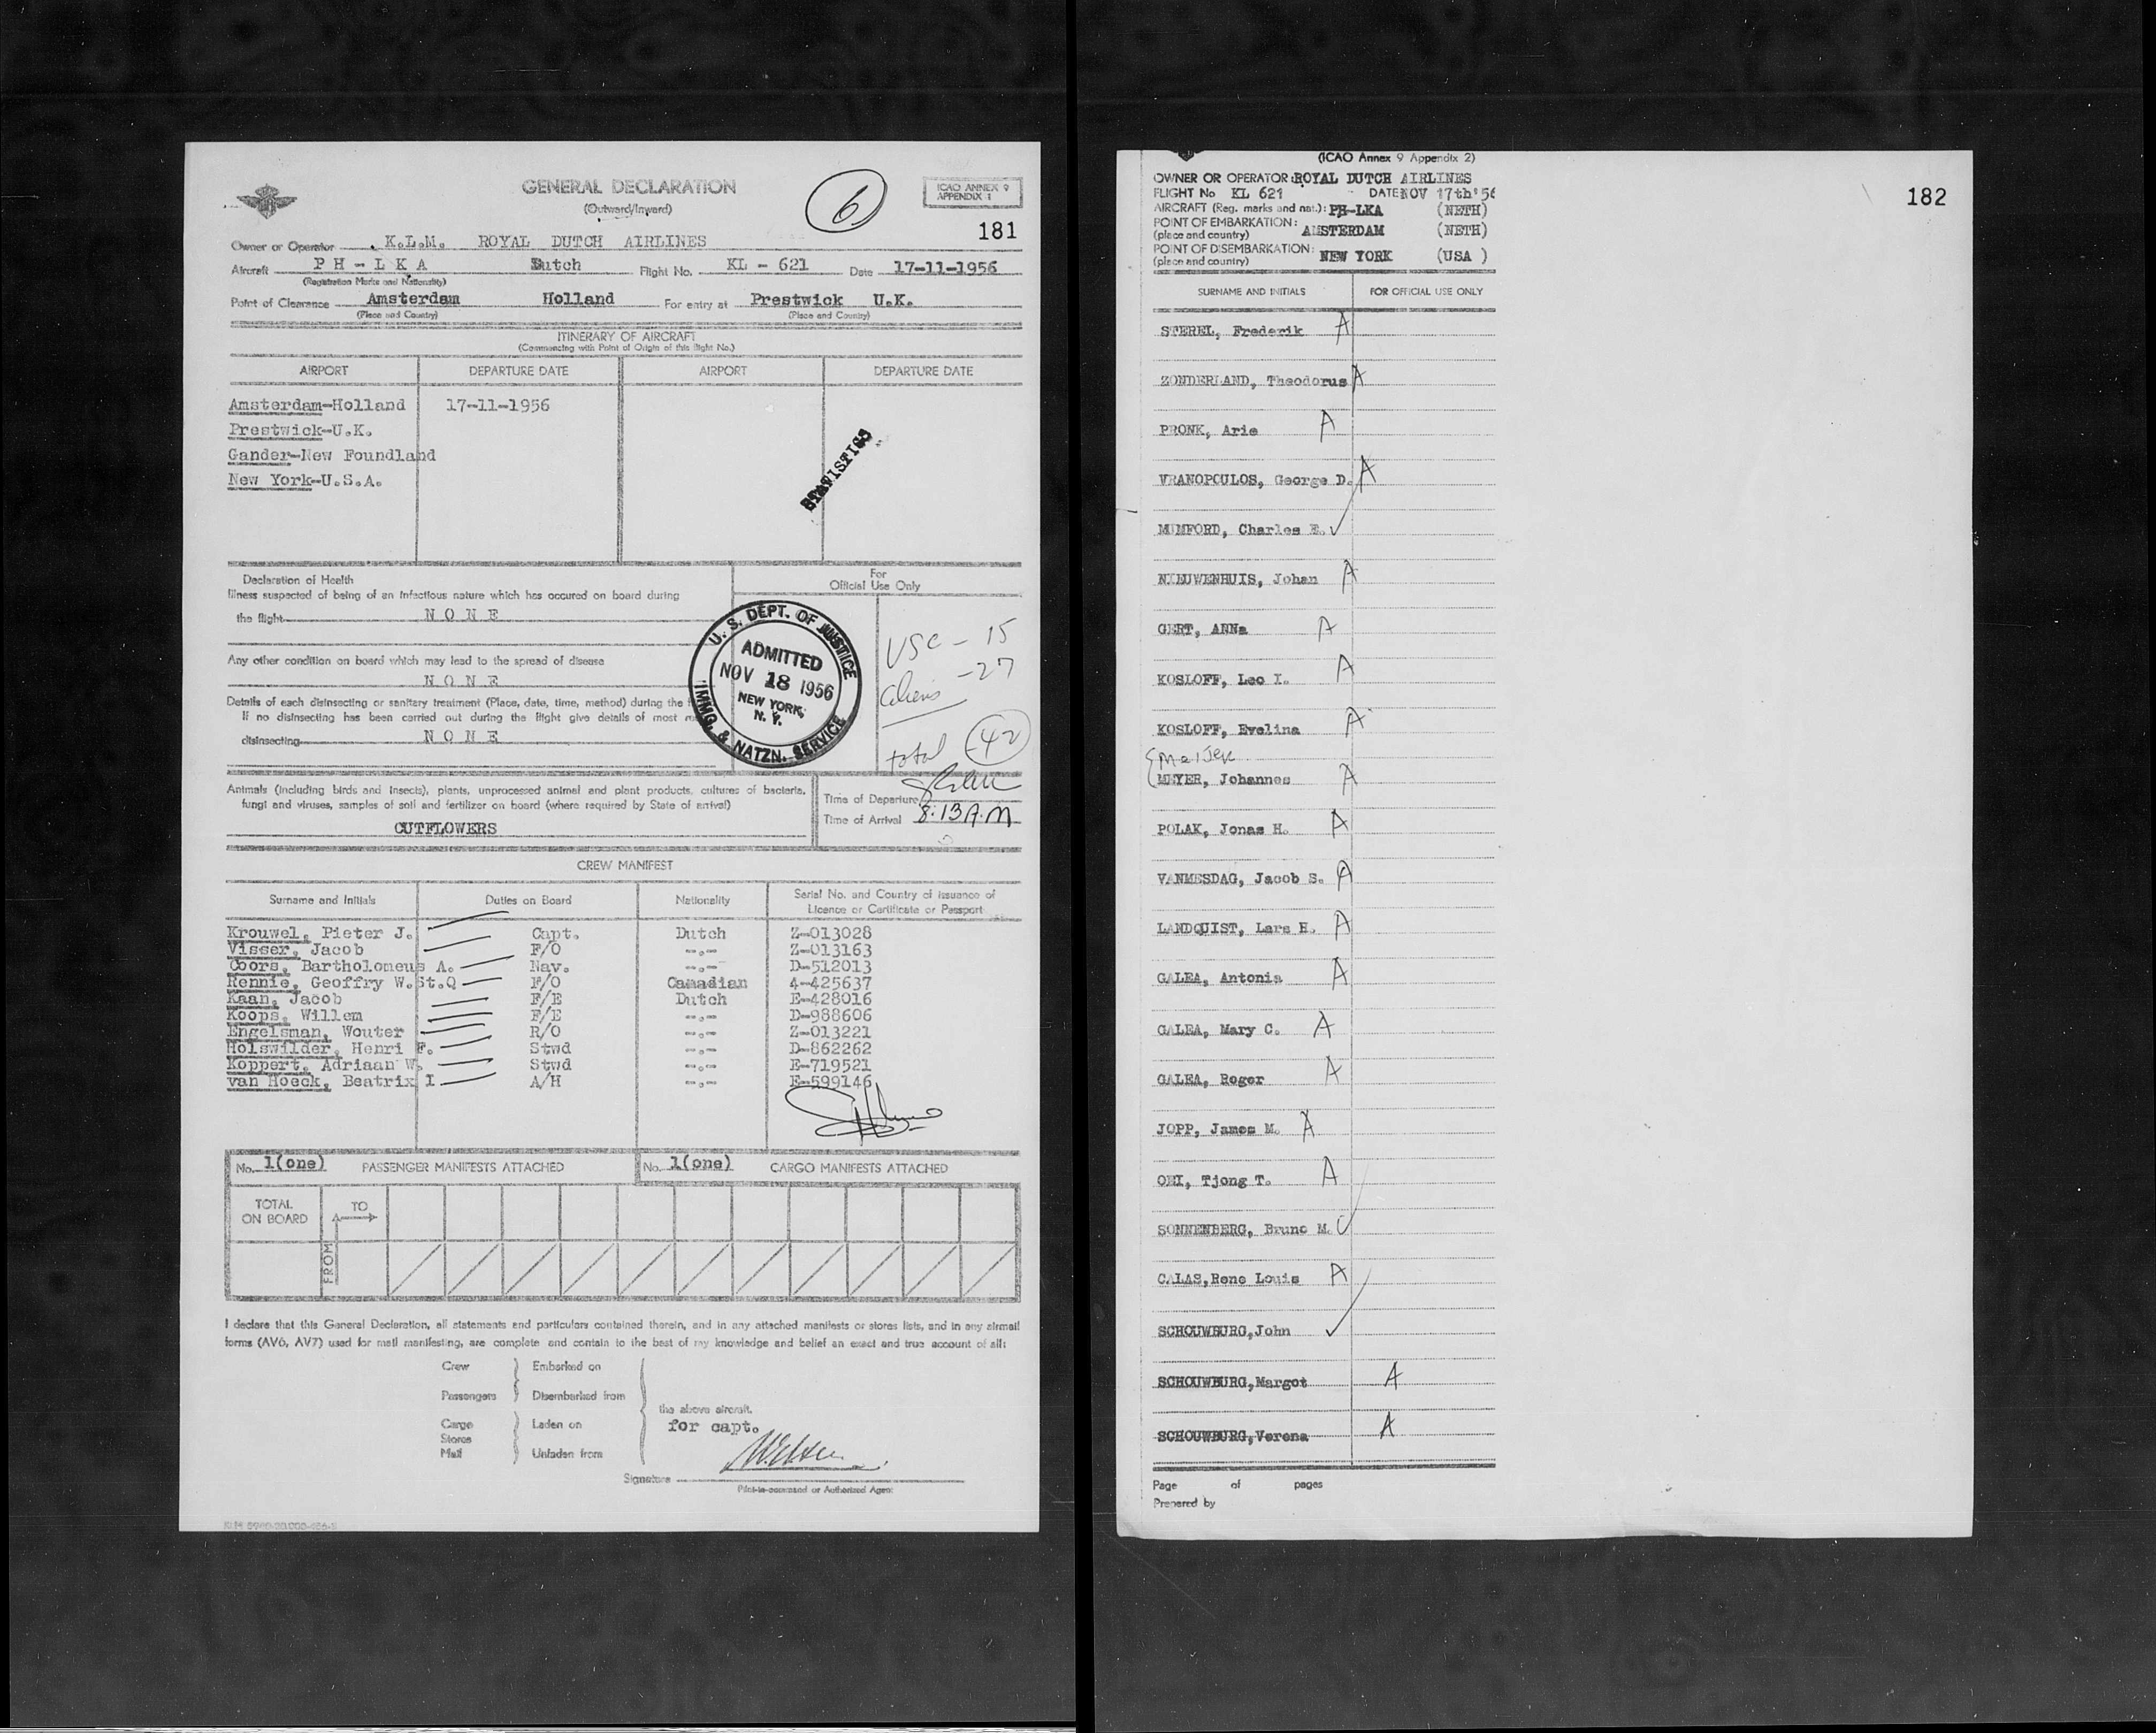 GENERAL DECLARATION
(Outward/Inward)
6
ICAO ANNEX 9
APPENDIX 1
181
Owner or Operator K.L.M. ROYAL DUTCH AIRLINES
Aircraft PH-LKA Dutch Flight No. KL - 621 Date 17-11-1956
(Registration Marks and Nationality)
Point of Clearance Amsterdam Holland For entry at Prestwick U.K.
(Place and Country) (Place and Country)
ITINERARY OF AIRCRAFT
(Commencing with Point of Origin of this flight No.)
AIRPORT DEPARTURE DATE AIRPORT DEPARTURE DATE
Amsterdam-Holland 17-11-1956
Prestwick-U.K.
Gander-New Foundland
New York-U.S.A.
STATISTICS
Declaration of Health
Illness suspected of being of an infectious nature which has occured on board during
the flight NONE
Any other condition on board which may lead to the spread of disease
NONE
Details of each disinsecting or sanitary treatment (Place, date, time, method) during the
If no disinsecting has been carried out during the flight give details of most
disinsecting NONE
For
Official Use Only
U. S. DEPT. OF JUSTICE
ADMITTED
NOV 18 1956
NEW YORK,
N. Y.
IMMG. & NATZN. SERVICE
USC - 15
aliens - 27
total 42
Animals (including birds and insects), plants, unprocessed animal and plant products, cultures of bacteria,
fungi and viruses, samples of soil and fertilizer on board (where required by State of arrival)
CUTFLOWERS
Time of Departure
Time of Arrival 8:13 A.M
CREW MANIFEST
Surname and Initials Duties on Board Nationality Serial No. and Country of issuance of
Licence or Certificate or Passport
Krouwel, Pieter J. Capt. Dutch Z-013028
Visser, Jacob F/O -.- Z-013163
Coors, Bartholomeus A. Nav. -.- D-512013
Rennie, Geoffry W.St.Q F/O Canadian 4-425637
Kaan, Jacob F/E Dutch E-428016
Koops, Willem F/E -.- D-988606
Engelsman, Wouter R/O -.- Z-013221
Holswilder, Henri F. Stwd -.- D-862262
Koppert, Adriaan W. Stwd -.- E-719521
van Hoeck, Beatrix I A/H -.- E-599146
No. 1(one) PASSENGER MANIFESTS ATTACHED No. 1(one) CARGO MANIFESTS ATTACHED
TOTAL
ON BOARD
TO
A
FROM
I declare that this General Declaration, all statements and particulars contained therein, and in any attached manifests or stores lists, and in any airmail
forms (AV6, AV7) used for mail manifesting, are complete and contain to the best of my knowledge and belief an exact and true account of all:
Crew Embarked on
Passengers Disembarked from
the above aircraft.
Cargo Laden on
for capt.
Stores
Mail Unladen from
Signature
Pilot-in-command or Authorized Agent
(ICAO Annex 9 Appendix 2)
182
OWNER OR OPERATOR: ROYAL DUTCH AIRLINES
FLIGHT No KL 621 - DATE NOV 17th'56
AIRCRAFT (Reg. marks and nat.): PH-LKA (NETH)
POINT OF EMBARKATION:
(place and country) AMSTERDAM (NETH)
POINT OF DISEMBARKATION:
(place and country) NEW YORK (USA )
SURNAME AND INITIALS FOR OFFICIAL USE ONLY
STEREL, Frederik A
ZONDERLAND, Theodorus A
PRONK, Arie A
VRANOPOULOS, George D. A
MUMFORD, Charles E. ✓
NIEUWENHUIS, Johan A
GERT, ANNa A
KOSLOFF, Leo I. A
KOSLOFF, Evelina A
Meijer
MEYER, Johannes A
POLAK, Jonas H. A
VANMESDAG, Jacob S. A
LANDQUIST, Lars H. A
GALEA, Antonia A
GALEA, Mary C. A
GALEA, Roger A
JOPP, James M. A
OEI, Tjong T. A
SONNENBERG, Bruno M.
CALAS,Rene Louis A
SCHOUWBURG,John ✓
SCHOUWBURG,Margot A
SCHOUWBURG,Verena A
Page of pages
Prepared by